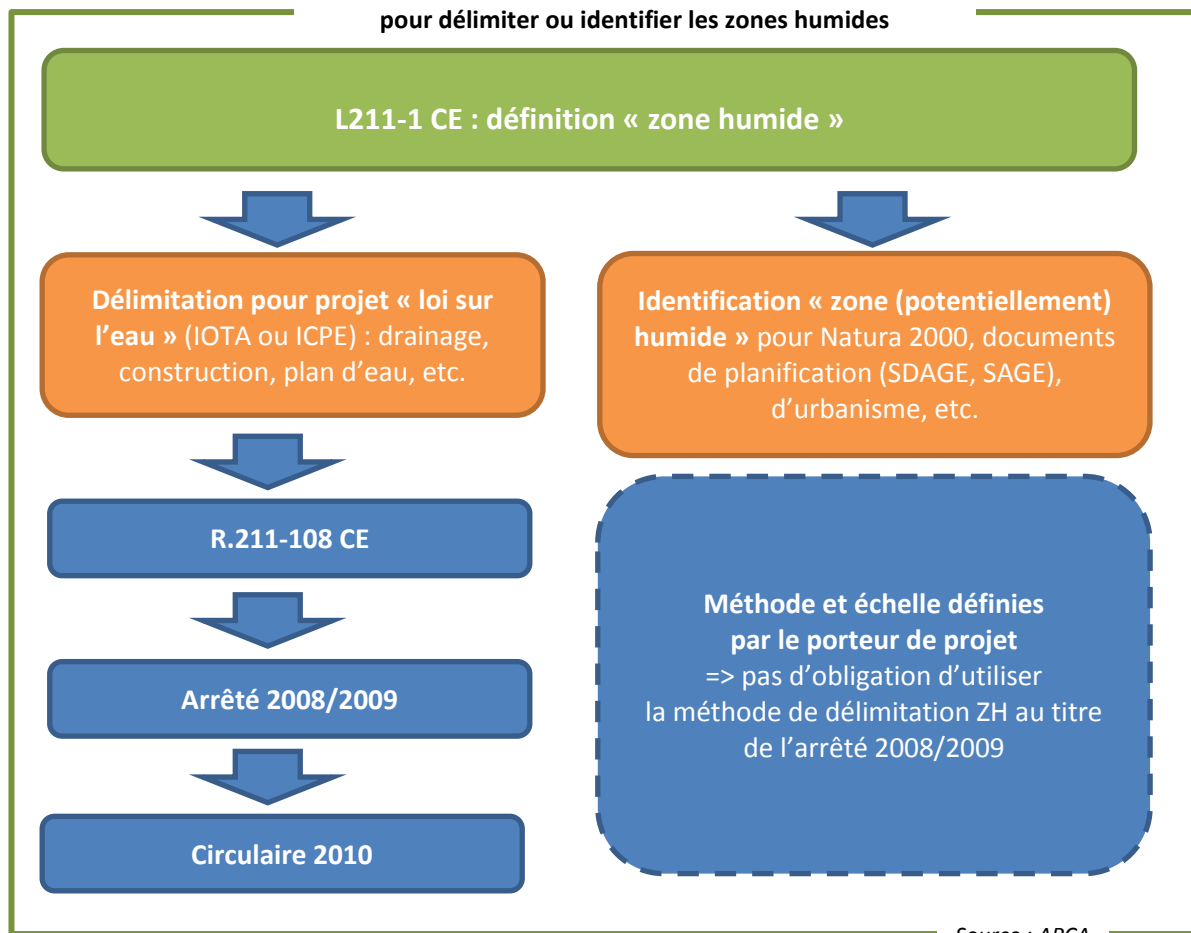 pour délimiter ou identifier les zones humides
L211-1 CE : définition « zone humide »
Délimitation pour projet « loi sur
l’eau » (IOTA ou ICPE) : drainage,
construction, plan d’eau, etc.
Identification « zone (potentiellement)
humide » pour Natura 2000, documents
de planification (SDAGE, SAGE),
d’urbanisme, etc.
R.211-108 CE
Arrêté 2008/2009
Circulaire 2010
Méthode et échelle définies
par le porteur de projet
=> pas d’obligation d’utiliser
la méthode de délimitation ZH au titre
de l’arrêté 2008/2009
Source : APCA